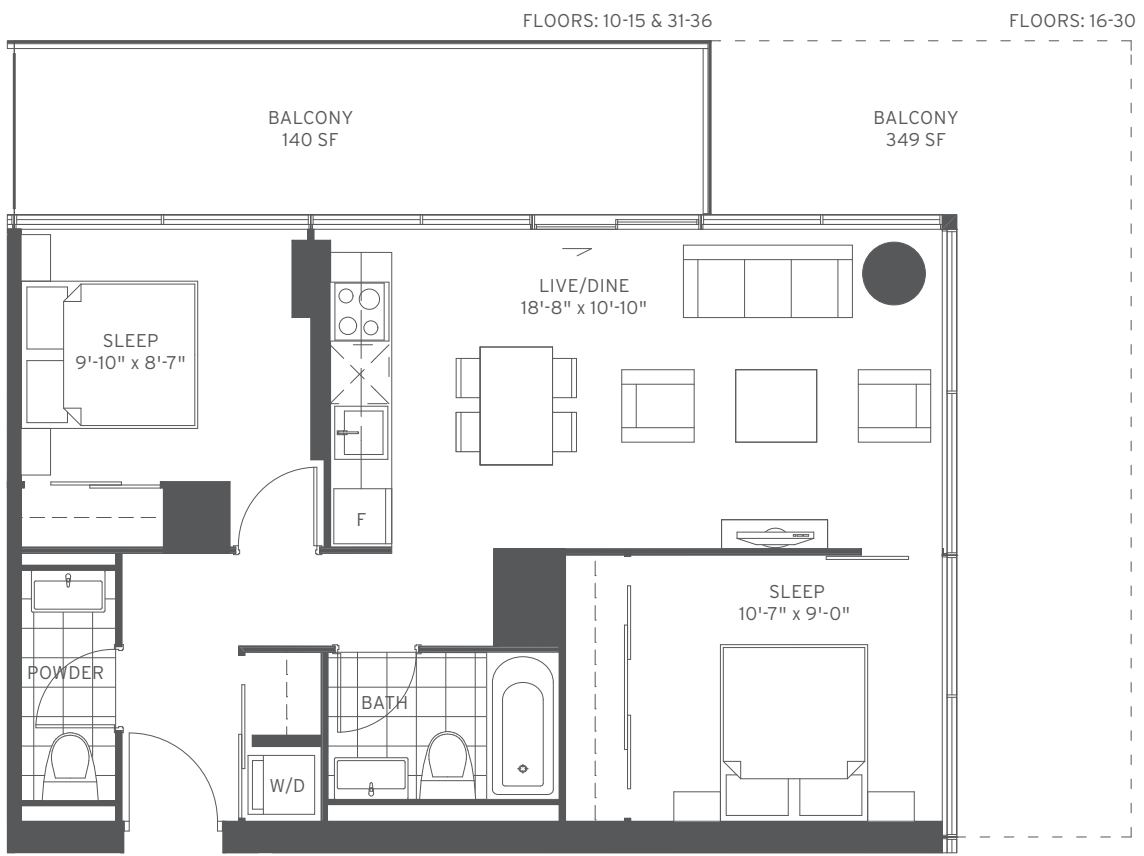 FLOORS: 10-15 & 31-36
FLOORS: 16-30
BALCONY
140 SF
BALCONY
349 SF
LIVE/DINE
18'-8" x 10'-10"
SLEEP
9'-10" x 8'-7"
F
SLEEP
10'-7" x 9'-0"
POWDER
BATH
W/D